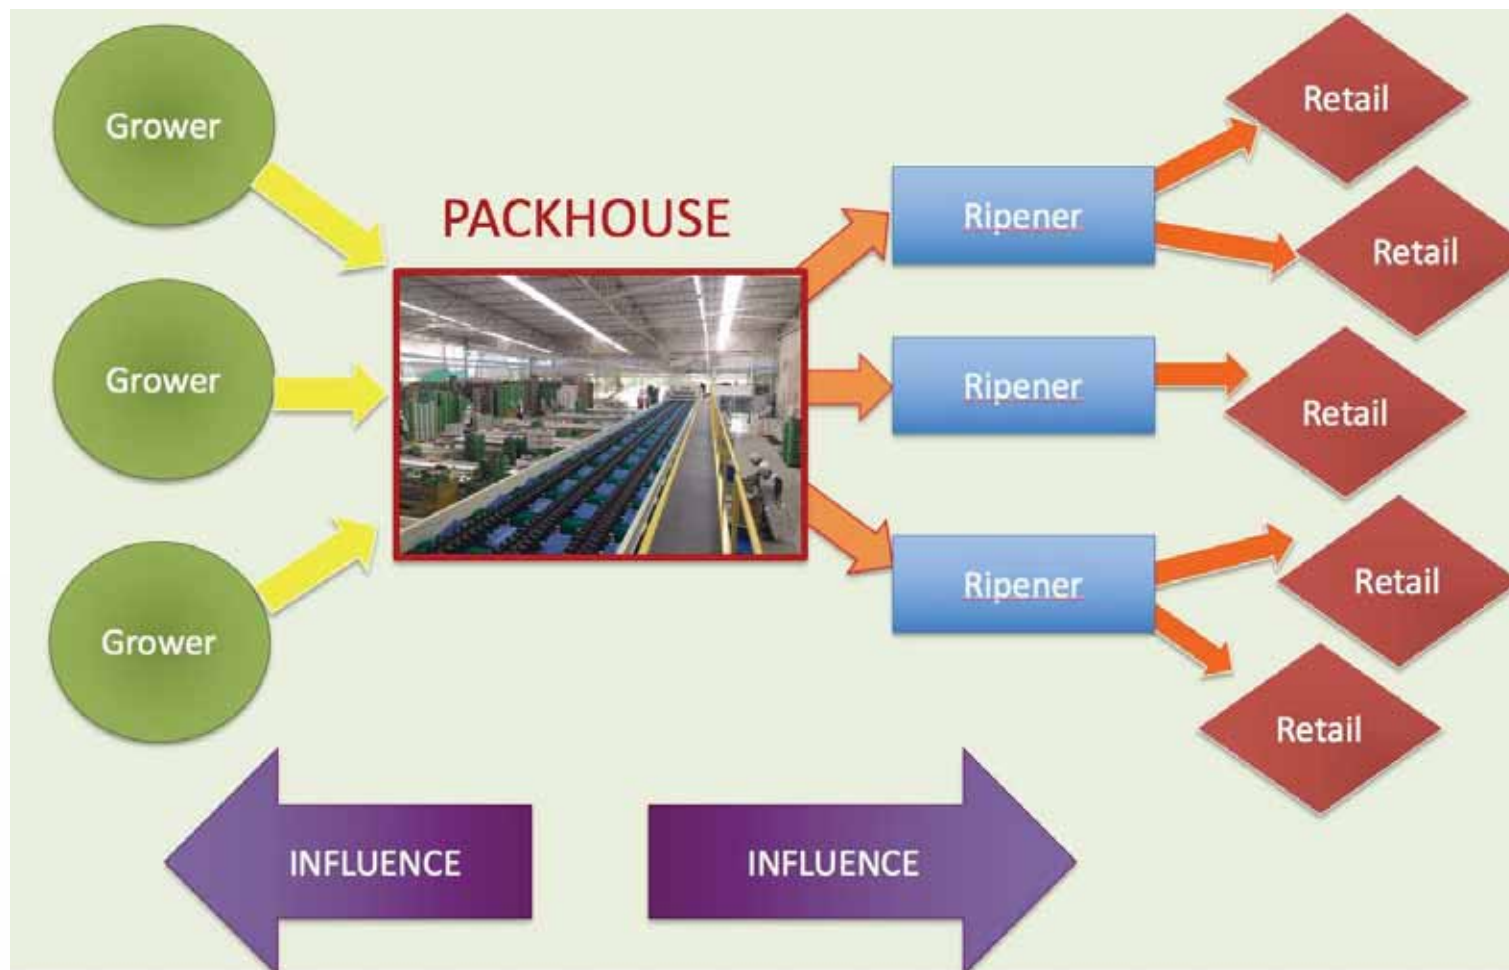 Grower
Grower
Grower
PACKHOUSE
Ripener
Ripener
Ripener
Retail
Retail
Retail
Retail
Retail
INFLUENCE
INFLUENCE